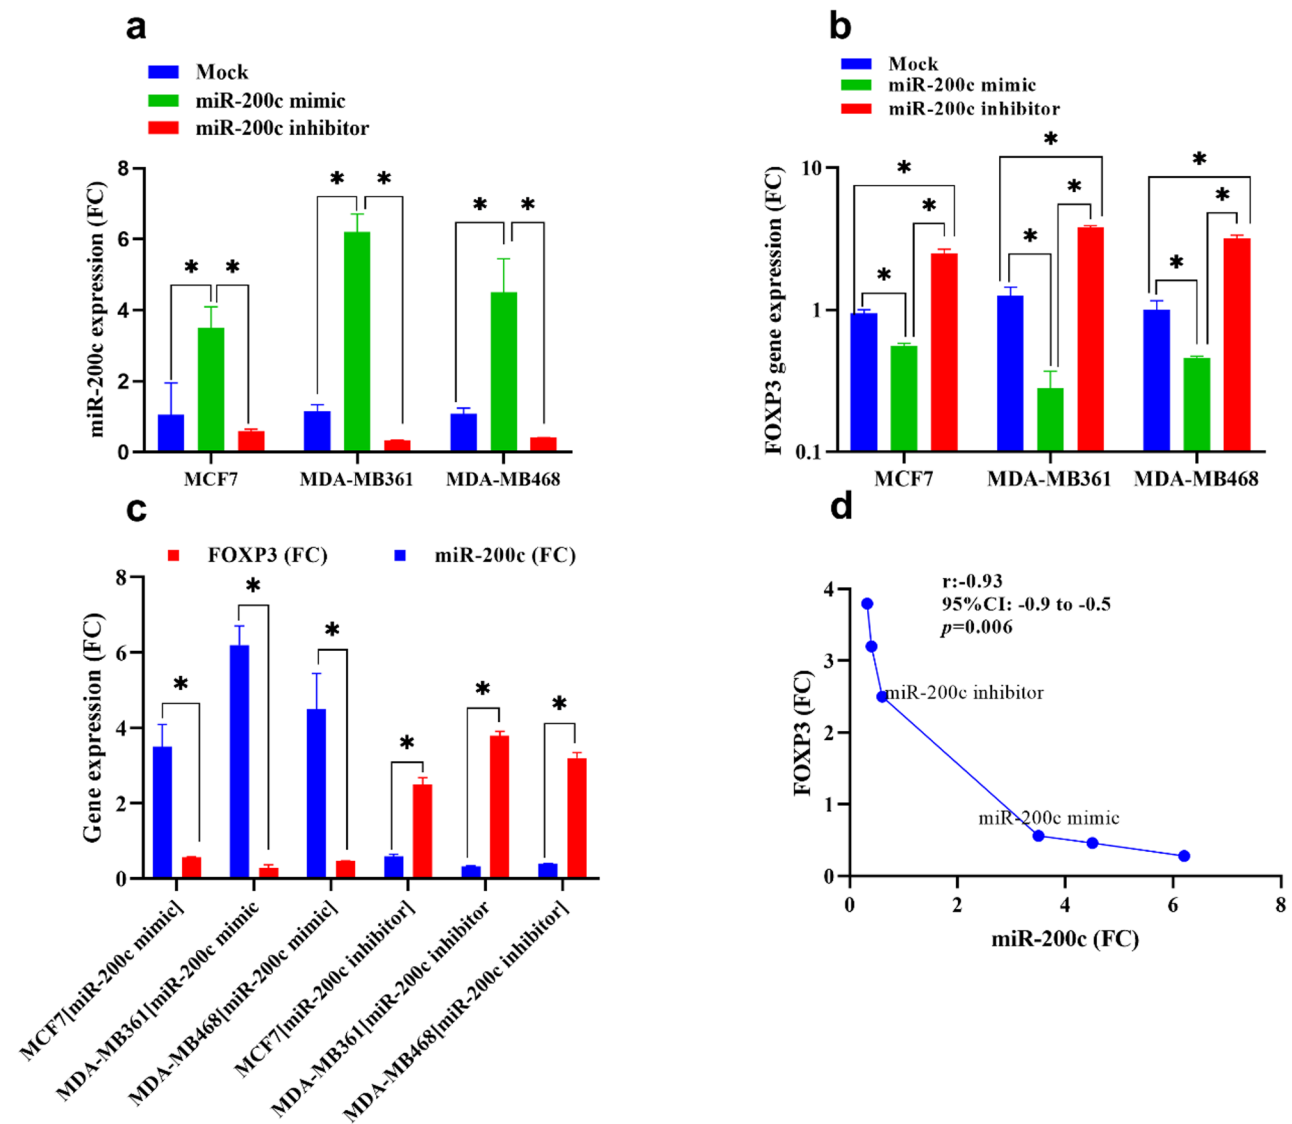 a
Mock
miR-200c mimic
miR-200c inhibitor
miR-200c expression (FC)
8
6
4
2
0
* * * * * *
MCF7 MDA-MB361 MDA-MB468
b
Mock
miR-200c mimic
miR-200c inhibitor
FOXP3 gene expression (FC)
10
1
0.1
* * * * * * * * *
MCF7 MDA-MB361 MDA-MB468
c
FOXP3 (FC) miR-200c (FC)
Gene expression (FC)
8
6
4
2
0
* * * * * *
MCF7[miR-200c mimic]
MDA-MB361[miR-200c mimic
MDA-MB468[miR-200c mimic]
MCF7[miR-200c inhibitor]
MDA-MB361[miR-200c inhibitor
MDA-MB468[miR-200c inhibitor]
d
r:-0.93
95%CI: -0.9 to -0.5
p=0.006
FOXP3 (FC)
4
3
2
1
0
miR-200c inhibitor
miR-200c mimic
0 2 4 6 8
miR-200c (FC)